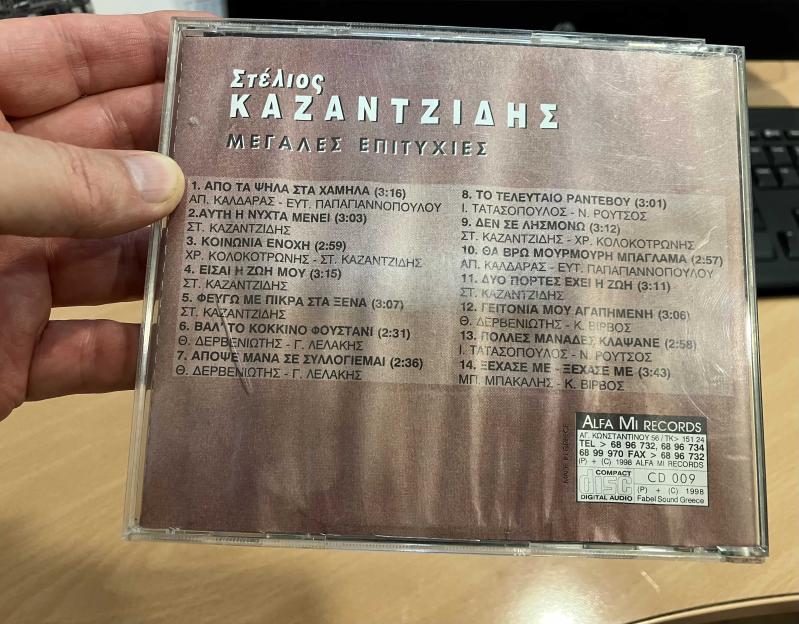 Στέλιος
ΚΑΖΑΝΤΖΙΔΗΣ
ΜΕΓΑΛΕΣ ΕΠΙΤΥΧΙΕΣ
1. ΑΠΟ ΤΑ ΨΗΛΑ ΣΤΑ ΧΑΜΗΛΑ (3:16)
ΑΠ. ΚΑΛΔΑΡΑΣ - ΕΥΤ. ΠΑΠΑΓΙΑΝΝΟΠΟΥΛΟΥ
2.ΑΥΤΗ Η ΝΥΧΤΑ ΜΕΝΕΙ (3:03)
ΣΤ. ΚΑΖΑΝΤΖΙΔΗΣ
3. ΚΟΙΝΩΝΙΑ ΕΝΟΧΗ (2:59)
ΧΡ. ΚΟΛΟΚΟΤΡΩΝΗΣ - ΣΤ. ΚΑΖΑΝΤΖΙΔΗΣ
4. ΕΙΣΑΙ Η ΖΩΗ ΜΟΥ (3:15)
ΣΤ. ΚΑΖΑΝΤΖΙΔΗΣ
5. ΦΕΥΓΩ ΜΕ ΠΙΚΡΑ ΣΤΑ ΞΕΝΑ (3:07)
ΣΤ. ΚΑΖΑΝΤΖΙΔΗΣ
6. ΒΑΛ' ΤΟ ΚΟΚΚΙΝΟ ΦΟΥΣΤΑΝΙ (2:31)
Θ. ΔΕΡΒΕΝΙΩΤΗΣ - Γ. ΛΕΛΑΚΗΣ
7. ΑΠΟΨΕ ΜΑΝΑ ΣΕ ΣΥΛΛΟΓΙΕΜΑΙ (2:36)
Θ. ΔΕΡΒΕΝΙΩΤΗΣ - Γ. ΛΕΛΑΚΗΣ
8. ΤΟ ΤΕΛΕΥΤΑΙΟ ΡΑΝΤΕΒΟΥ (3:01)
Ι. ΤΑΤΑΣΟΠΟΥΛΟΣ - Ν. ΡΟΥΤΣΟΣ
9. ΔΕΝ ΣΕ ΛΗΣΜΟΝΩ (3:12)
ΣΤ. ΚΑΖΑΝΤΖΙΔΗΣ - ΧΡ. ΚΟΛΟΚΟΤΡΩΝΗΣ
10. ΘΑ ΒΡΩ ΜΟΥΡΜΟΥΡΗ ΜΠΑΓΛΑΜΑ (2:57)
ΑΠ. ΚΑΛΔΑΡΑΣ - ΕΥΤ. ΠΑΠΑΓΙΑΝΝΟΠΟΥΛΟΥ
11. ΔΥΟ ΠΟΡΤΕΣ ΕΧΕΙ Η ΖΩΗ (3:11)
ΣΤ. ΚΑΖΑΝΤΖΙΔΗΣ
12. ΓΕΙΤΟΝΙΑ ΜΟΥ ΑΓΑΠΗΜΕΝΗ (3:06)
Θ. ΔΕΡΒΕΝΙΩΤΗΣ - Κ. ΒΙΡΒΟΣ
13. ΠΟΛΛΕΣ ΜΑΝΑΔΕΣ ΚΛΑΨΑΝΕ (2:58)
Ι. ΤΑΤΑΣΟΠΟΥΛΟΣ - Ν. ΡΟΥΤΣΟΣ
14. ΞΕΧΑΣΕ ΜΕ - ΞΕΧΑΣΕ ΜΕ (3:43)
ΜΠ. ΜΠΑΚΑΛΗΣ - Κ. ΒΙΡΒΟΣ
MADE IN GREECE
ALFA MI RECORDS
ΑΓ. ΚΩΝΣΤΑΝΤΙΝΟΥ 56 / ΤΚ> 151 24
TEL > 68 96 732, 68 96 734
68 99 970 FAX > 68 96 732
(P) + (C) 1998 ALFA MI RECORDS
COMPACT
disc
DIGITAL AUDIO
CD 009
(P) + (C) 1998
Fabel Sound Greece